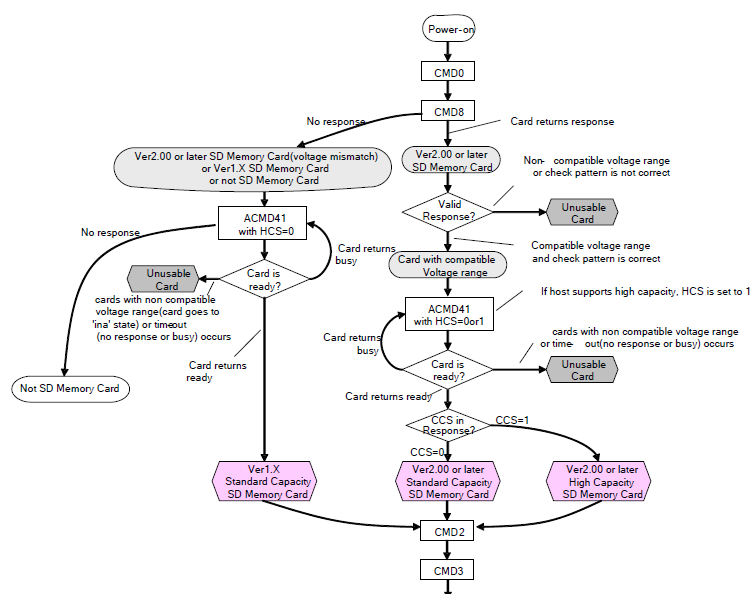 Power-on
CMD0
CMD8
No response
Card returns response
Ver2.00 or later SD Memory Card(voltage mismatch)
or Ver1.X SD Memory Card
or not SD Memory Card
Ver2.00 or later
SD Memory Card
Non- compatible voltage range
or check pattern is not correct
Valid
Response?
Unusable
Card
ACMD41
with HCS=0
No response
Card returns
busy
Compatible voltage range
and check pattern is correct
Card with compatible
Voltage range
Unusable
Card
Card is
ready?
cards with non compatible
voltage range(card goes to
'ina' state) or timeout
(no response or busy) occurs
If host supports high capacity, HCS is set to 1
ACMD41
with HCS=0or1
Card returns
busy
cards with non compatible voltage range
or time- out(no response or busy) occurs
Card is
ready?
Unusable
Card
Card returns
ready
Not SD Memory Card
Card returns ready
CCS in
Response?
CCS=1
CCS=0
Ver1.X
Standard Capacity
SD Memory Card
Ver2.00 or later
Standard Capacity
SD Memory Card
Ver2.00 or later
High Capacity
SD Memory Card
CMD2
CMD3